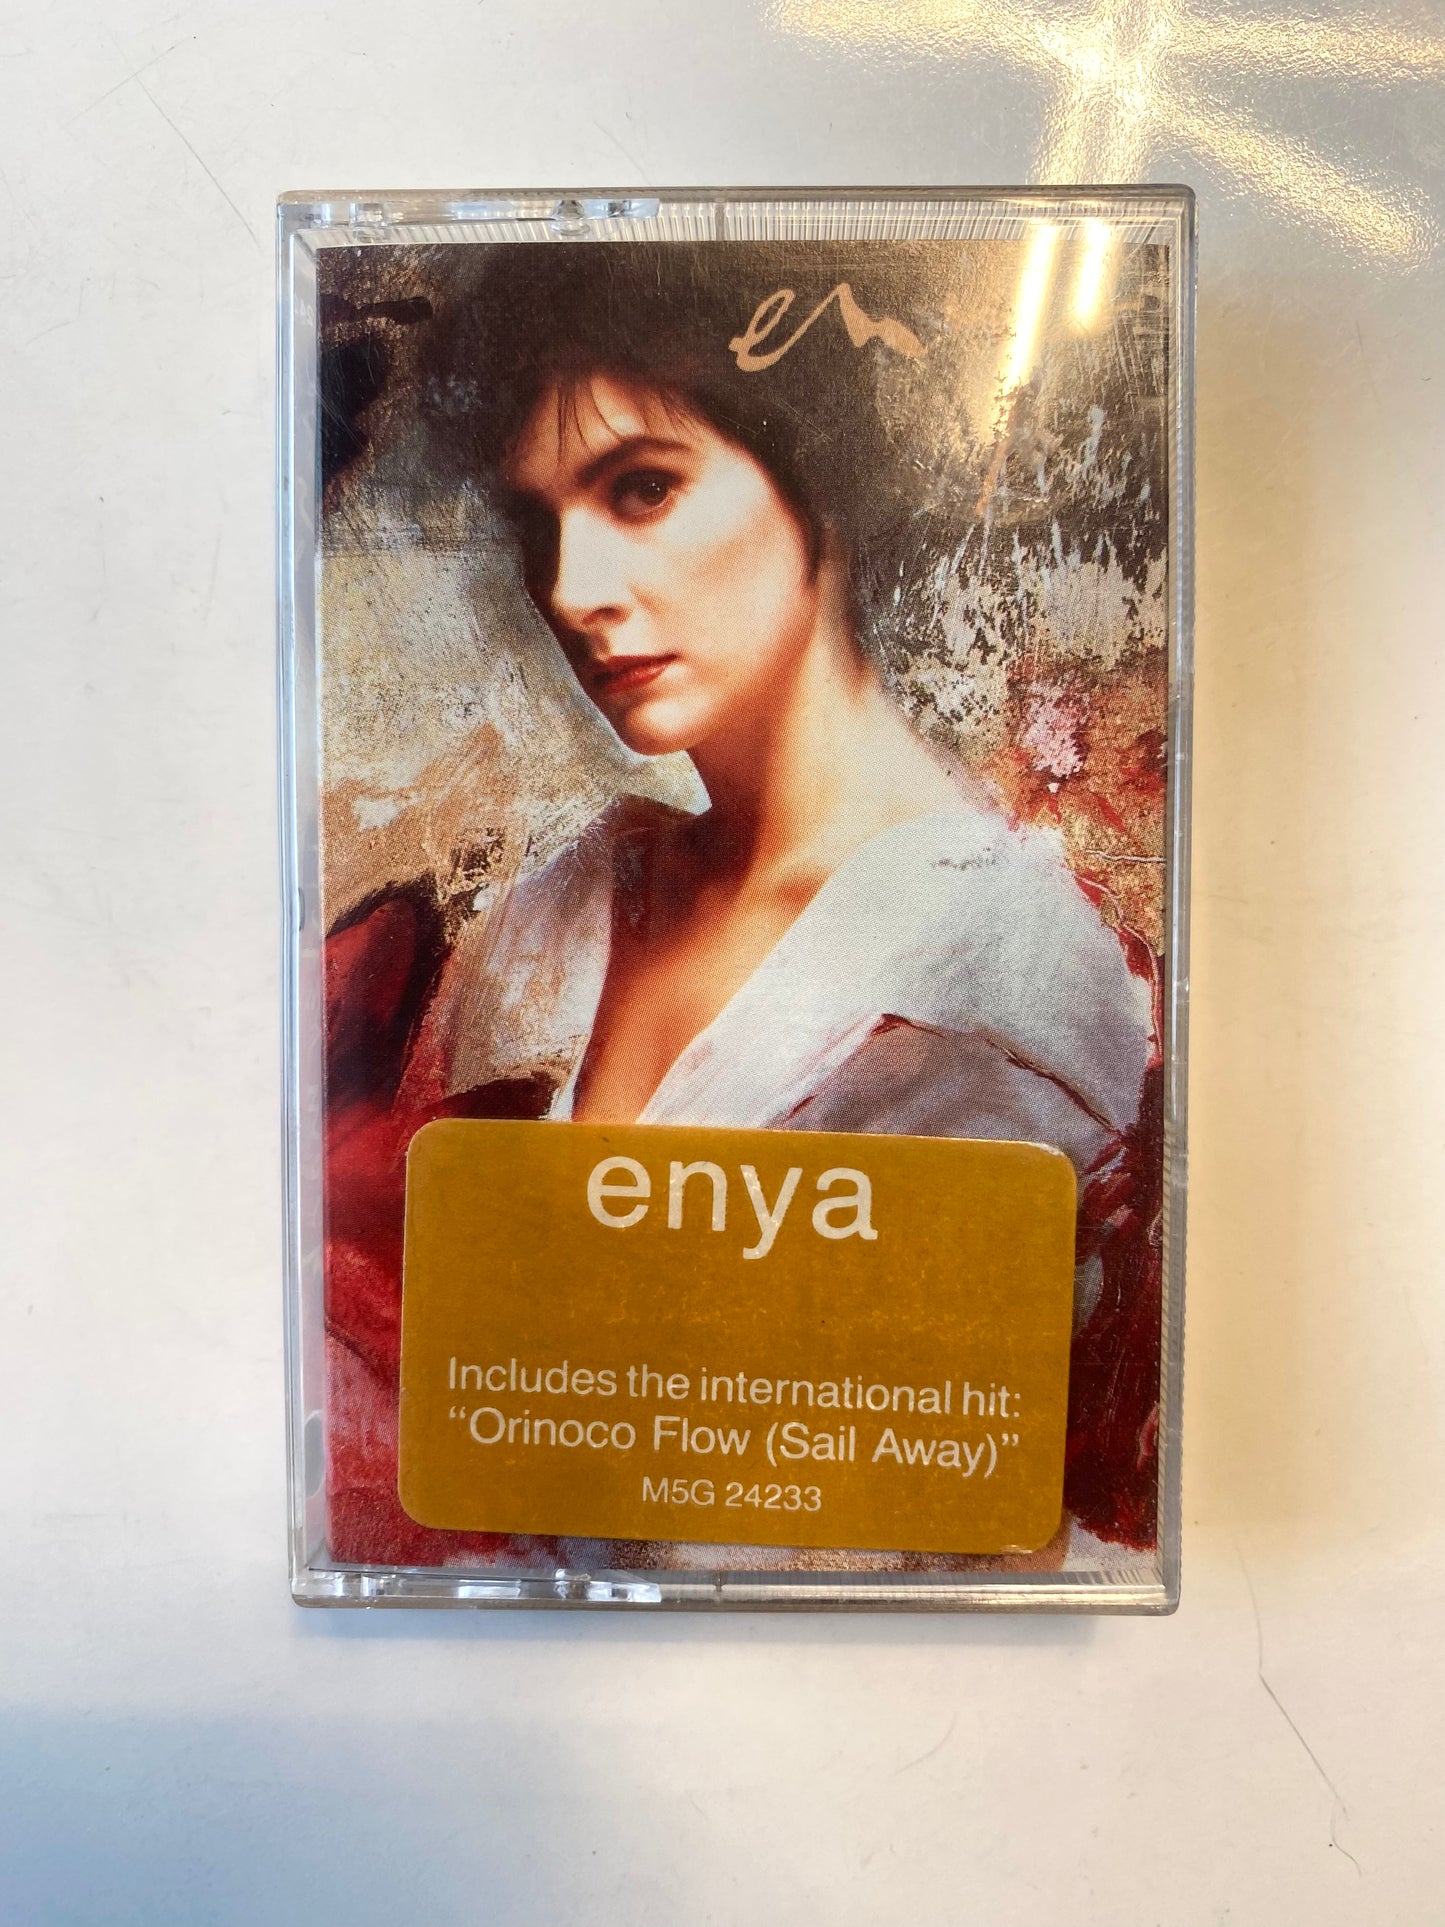 en
enya
Includes the international hit:
“Orinoco Flow (Sail Away)”
M5G 24233